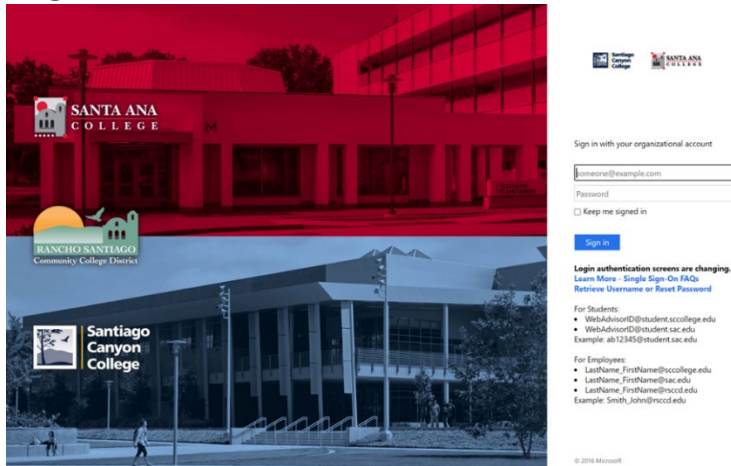 SANTA ANA
COLLEGE
M
RANCHO SANTIAGO
Community College District
Santiago
Canyon
College
Santiago
Canyon
College
SANTA ANA
COLLEGE
Sign in with your organizational account
someone@example.com
Password
Keep me signed in
Sign in
Login authentication screens are changing.
Learn More - Single Sign-On FAQs
Retrieve Username or Reset Password
For Students:
• WebAdvisorID@student.sccollege.edu
• WebAdvisorID@student.sac.edu
Example: ab12345@student.sac.edu
For Employees:
• LastName_FirstName@sccollege.edu
• LastName_FirstName@sac.edu
• LastName_FirstName@rsccd.edu
Example: Smith_John@rsccd.edu
© 2016 Microsoft